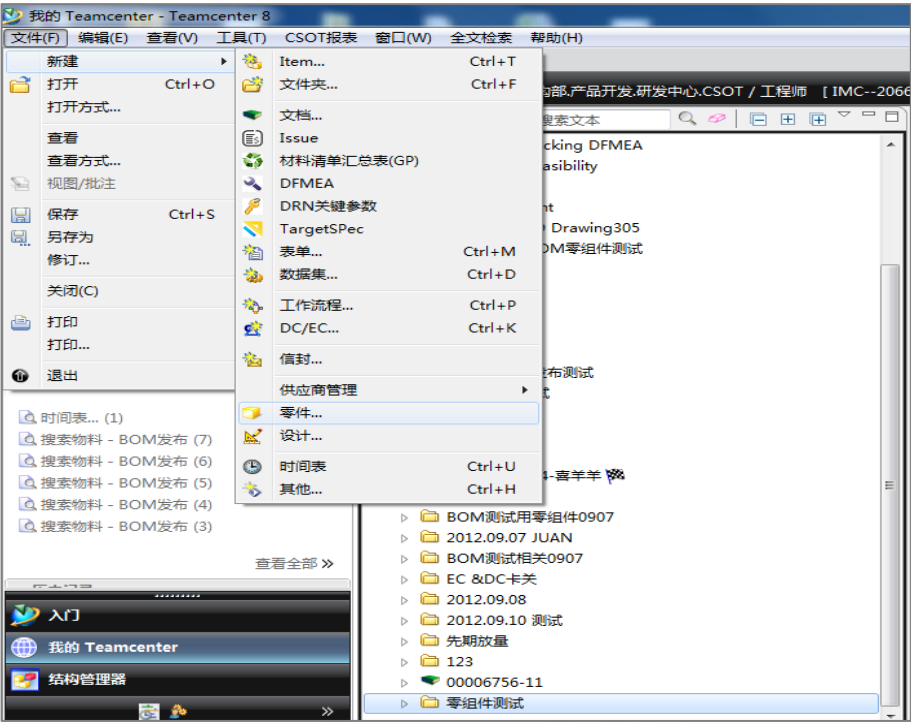 我的 Teamcenter - Teamcenter 8
文件(F) 编辑(E) 查看(V) 工具(T) CSOT报表 窗口(W) 全文检索 帮助(H)
新建
打开 Ctrl+O
打开方式...
查看
查看方式...
视图/批注
保存 Ctrl+S
另存为
修订...
关闭(C)
打印
打印...
退出
Item... Ctrl+T
文件夹... Ctrl+F
文档...
Issue
材料清单汇总表(GP)
DFMEA
DRN关键参数
TargetSPec
表单... Ctrl+M
数据集... Ctrl+D
工作流程... Ctrl+P
DC/EC... Ctrl+K
信封...
供应商管理
零件...
设计...
时间表 Ctrl+U
其他... Ctrl+H
部.产品开发.研发中心.CSOT / 工程师 [ IMC--2066
搜索文本
cking DFMEA
asibility
nt
Drawing305
OM零组件测试
布测试
4-喜羊羊
BOM测试用零组件0907
2012.09.07 JUAN
BOM测试相关0907
EC &DC卡关
2012.09.08
2012.09.10 测试
先期放量
123
00006756-11
零组件测试
时间表... (1)
搜索物料 - BOM发布 (7)
搜索物料 - BOM发布 (6)
搜索物料 - BOM发布 (5)
搜索物料 - BOM发布 (4)
搜索物料 - BOM发布 (3)
查看全部
入门
我的 Teamcenter
结构管理器